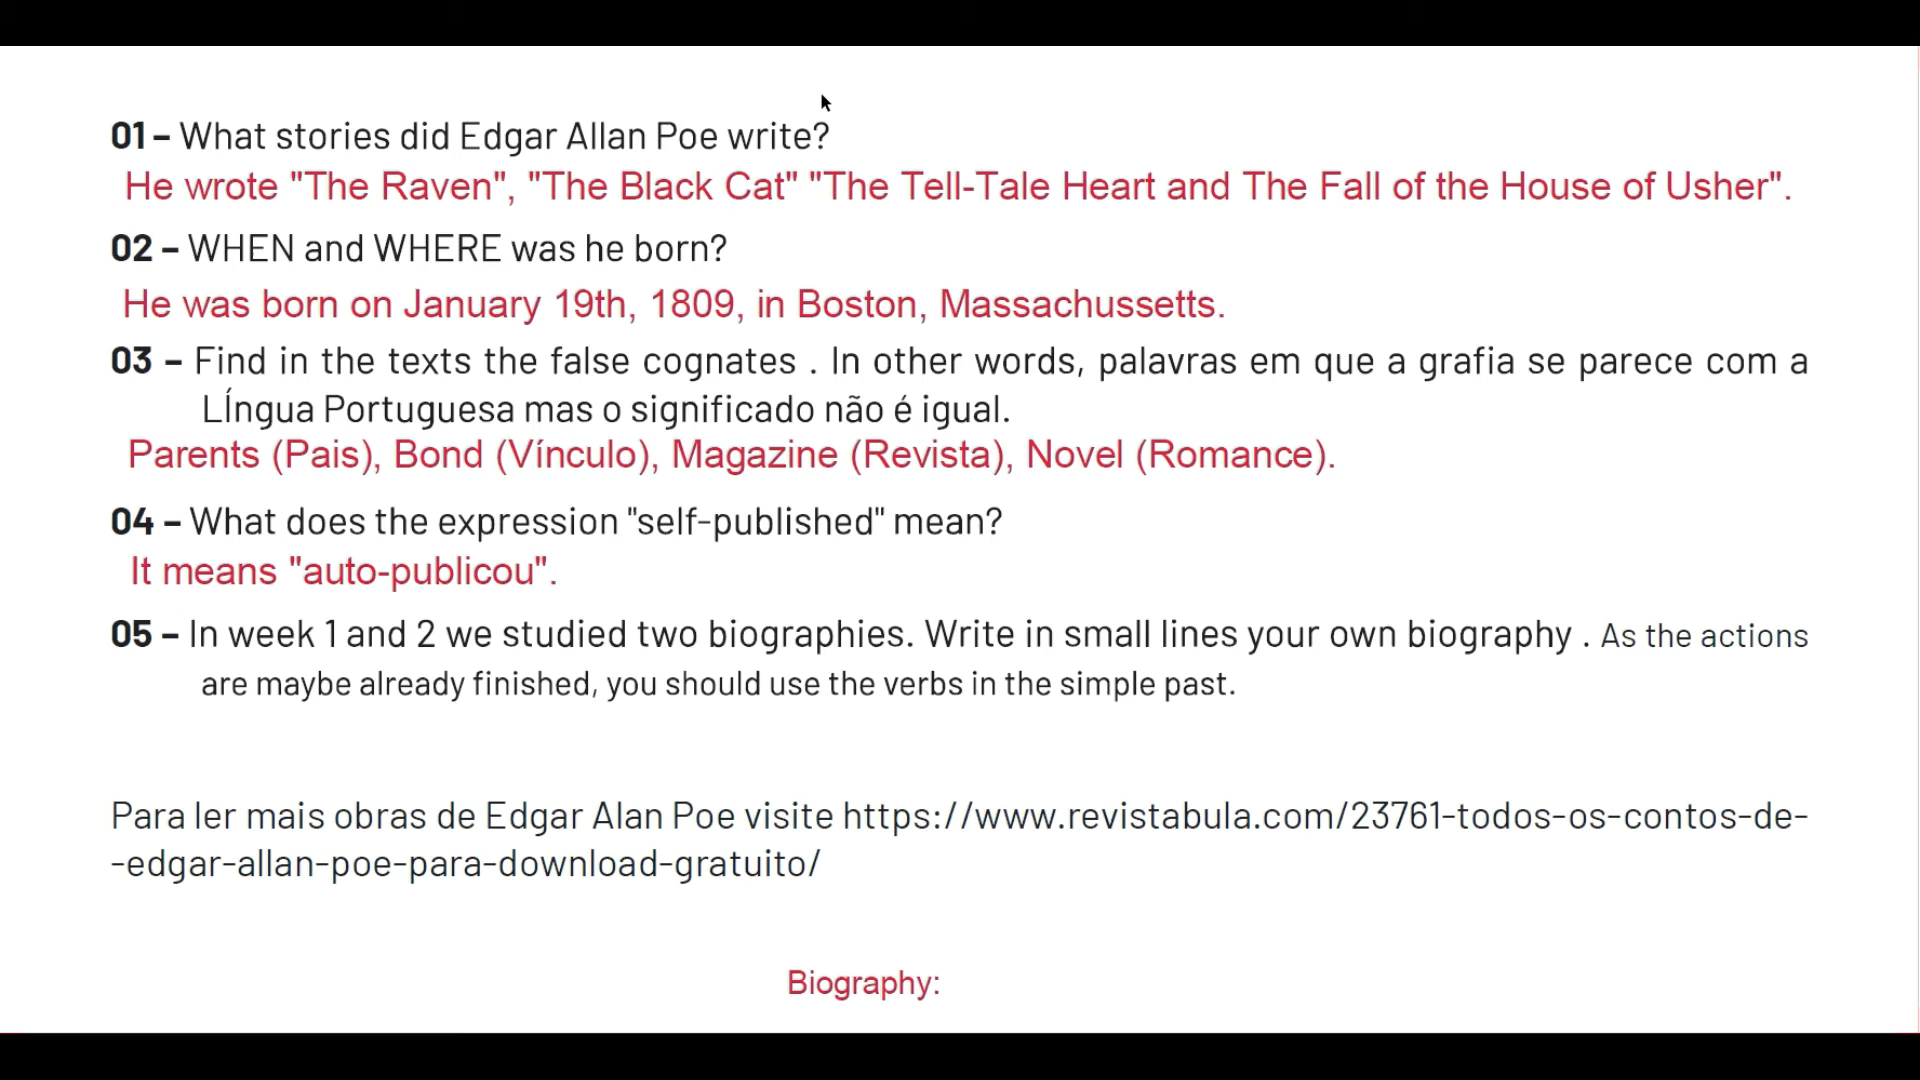 01 – What stories did Edgar Allan Poe write?
He wrote "The Raven", "The Black Cat" "The Tell-Tale Heart and The Fall of the House of Usher".
02 – WHEN and WHERE was he born?
He was born on January 19th, 1809, in Boston, Massachussetts.
03 – Find in the texts the false cognates . In other words, palavras em que a grafia se parece com a
LÍngua Portuguesa mas o significado não é igual.
Parents (Pais), Bond (Vínculo), Magazine (Revista), Novel (Romance).
04 – What does the expression "self-published" mean?
It means "auto-publicou".
05 – In week 1 and 2 we studied two biographies. Write in small lines your own biography . As the actions
are maybe already finished, you should use the verbs in the simple past.
Para ler mais obras de Edgar Alan Poe visite https://www.revistabula.com/23761-todos-os-contos-de-
-edgar-allan-poe-para-download-gratuito/
Biography: